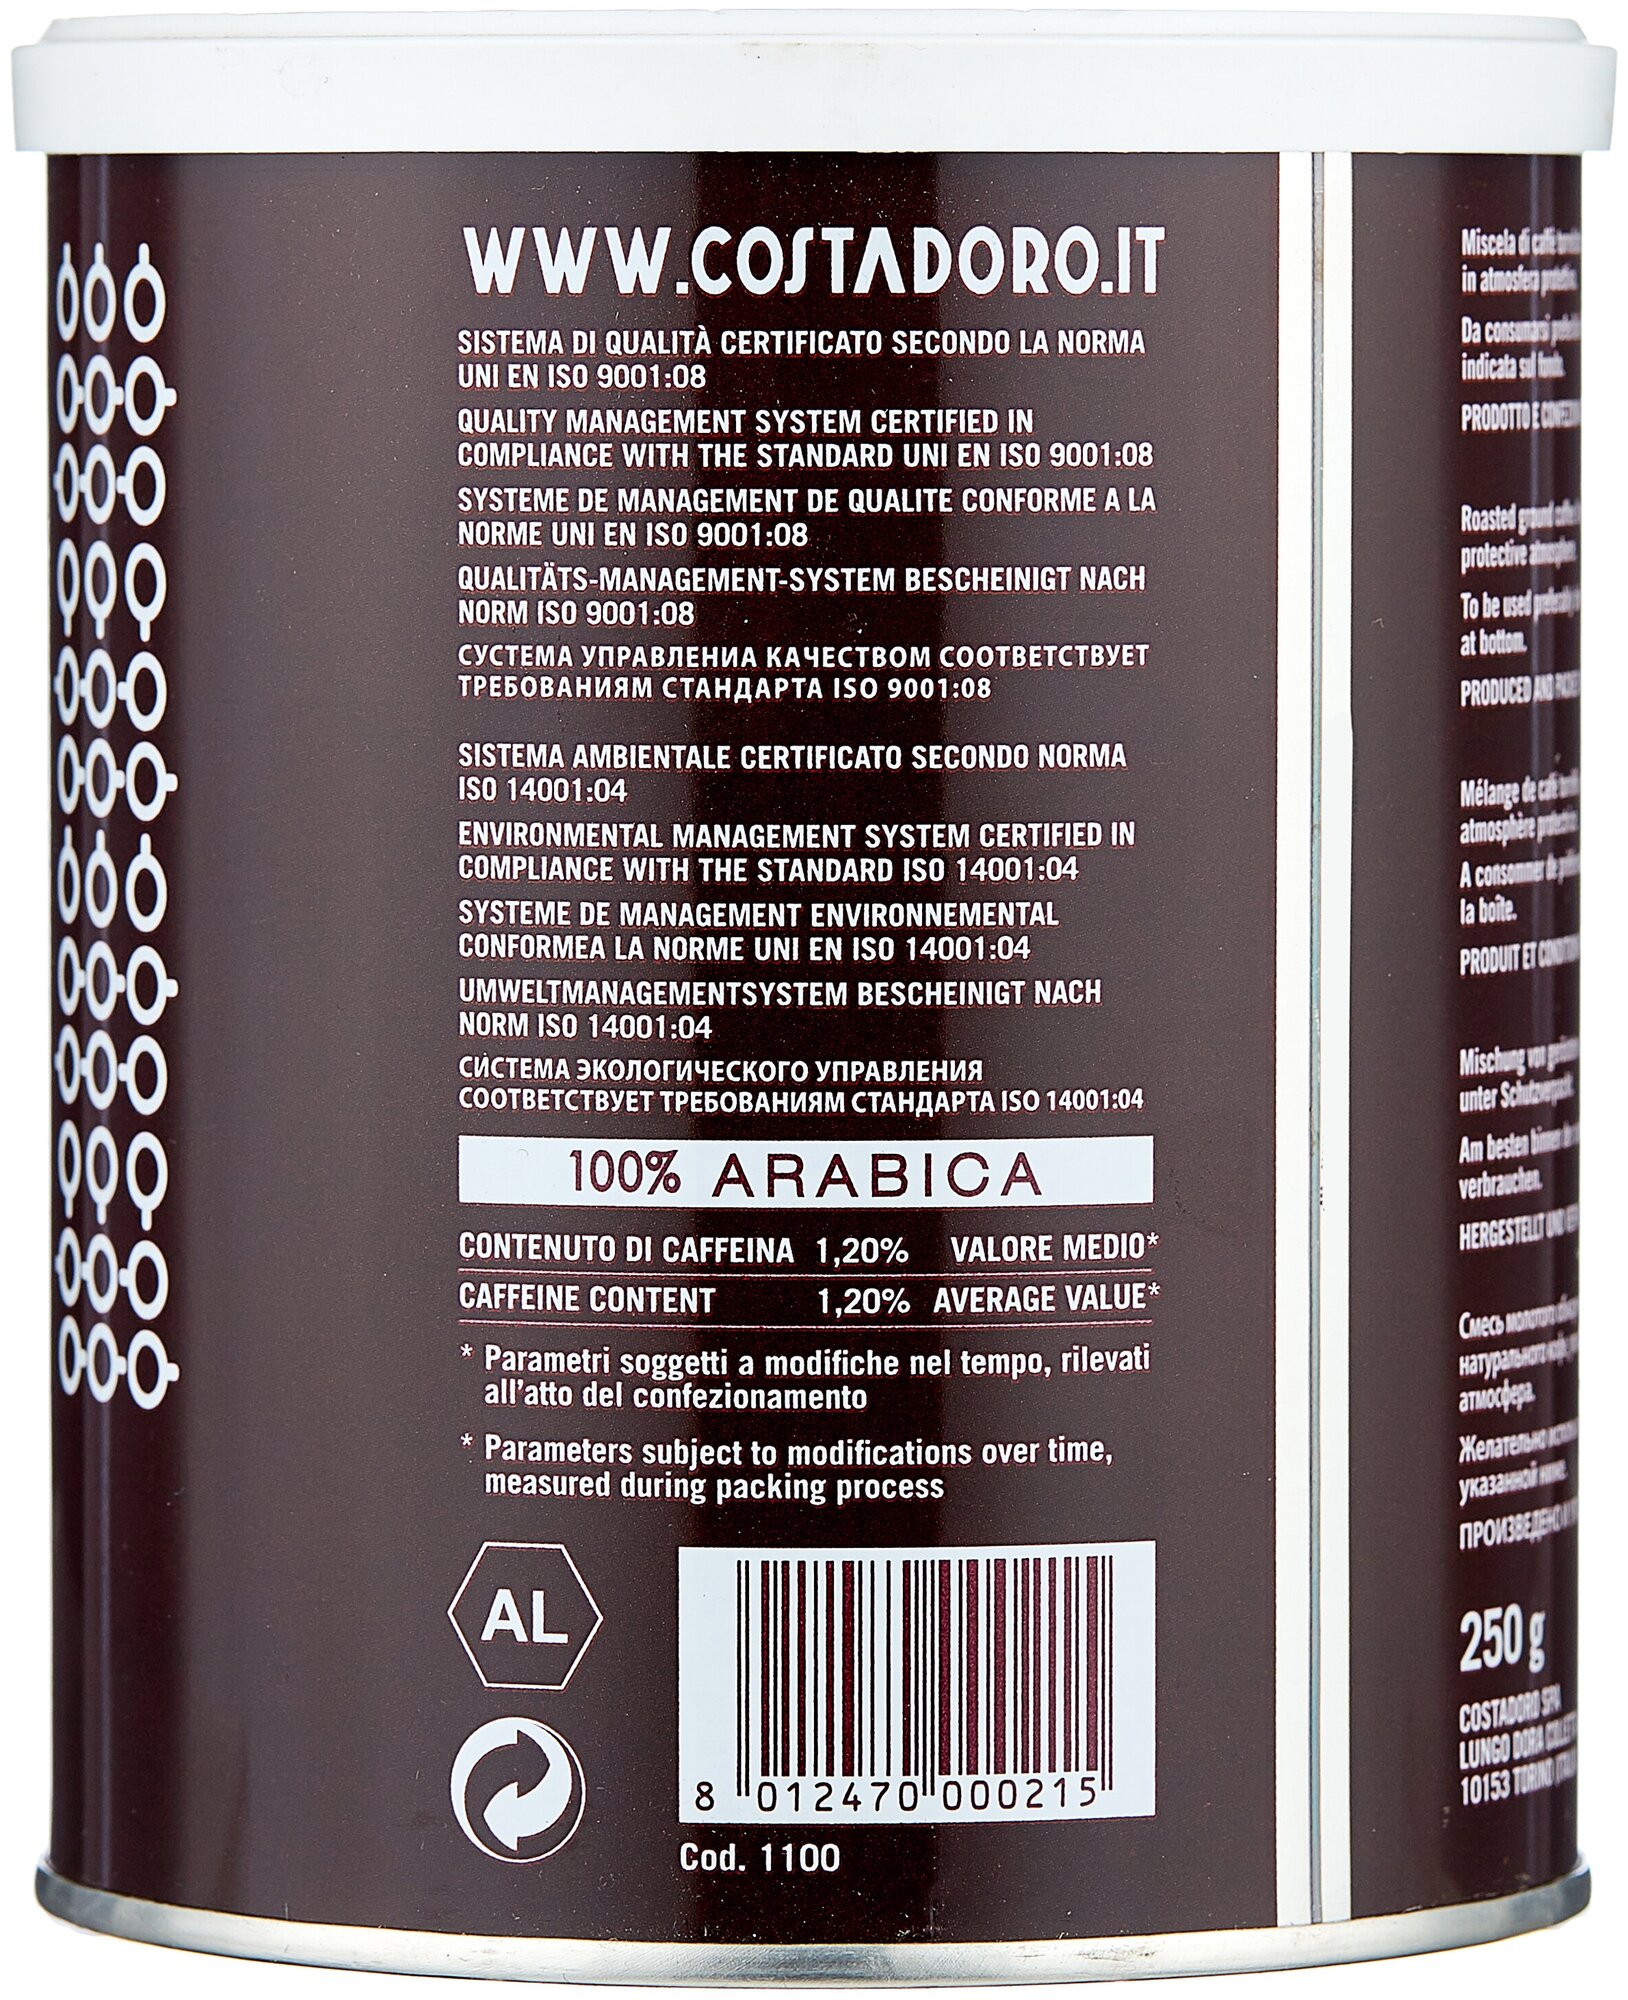 WWW.COSTADORO.IT
SISTEMA DI QUALITÀ CERTIFICATO SECONDO LA NORMA
UNI EN ISO 9001:08
QUALITY MANAGEMENT SYSTEM CERTIFIED IN
COMPLIANCE WITH THE STANDARD UNI EN ISO 9001:08
SYSTEME DE MANAGEMENT DE QUALITE CONFORME A LA
NORME UNI EN ISO 9001:08
QUALITÄTS-MANAGEMENT-SYSTEM BESCHEINIGT NACH
NORM ISO 9001:08
СУСТЕМА УПРАВЛЕНИА КАЧЕСТВОМ СООТВЕТСТВУЕТ
ТРЕБОВАНИЯМ СТАНДАРТА ISO 9001:08
SISTEMA AMBIENTALE CERTIFICATO SECONDO NORMA
ISO 14001:04
ENVIRONMENTAL MANAGEMENT SYSTEM CERTIFIED IN
COMPLIANCE WITH THE STANDARD ISO 14001:04
SYSTEME DE MANAGEMENT ENVIRONNEMENTAL
CONFORMEA LA NORME UNI EN ISO 14001:04
UMWELTMANAGEMENTSYSTEM BESCHEINIGT NACH
NORM ISO 14001:04
СИСТЕМА ЭКОЛОГИЧЕСКОГО УПРАВЛЕНИЯ
СООТВЕТСТВУЕТ ТРЕБОВАНИЯМ СТАНДАРТА ISO 14001:04
100% ARABICA
CONTENUTO DI CAFFEINA 1,20% VALORE MEDIO*
CAFFEINE CONTENT 1,20% AVERAGE VALUE*
* Parametri soggetti a modifiche nel tempo, rilevati
all'atto del confezionamento
* Parameters subject to modifications over time,
measured during packing process
AL
8 012470 000215
Cod. 1100
Miscela di caffè
in atmosfera
Da consumarsi
indicata sul fondo.
PRODOTTO E
Roasted ground
protective
To be used preferably
at bottom.
PRODUCED AND
Mélange de café
atmosphère
A consommer de
la boîte.
PRODUIT ET
Mischung von
unter
Am besten binnen
verbrauchen.
HERGESTELLT UND
Смесь молотого
натурального
атмосфера.
Желательно
указанной
ПРОИЗВЕДЕНО И
250 g
COSTADORO SPA
LUNGO DORA
10153 TORINO